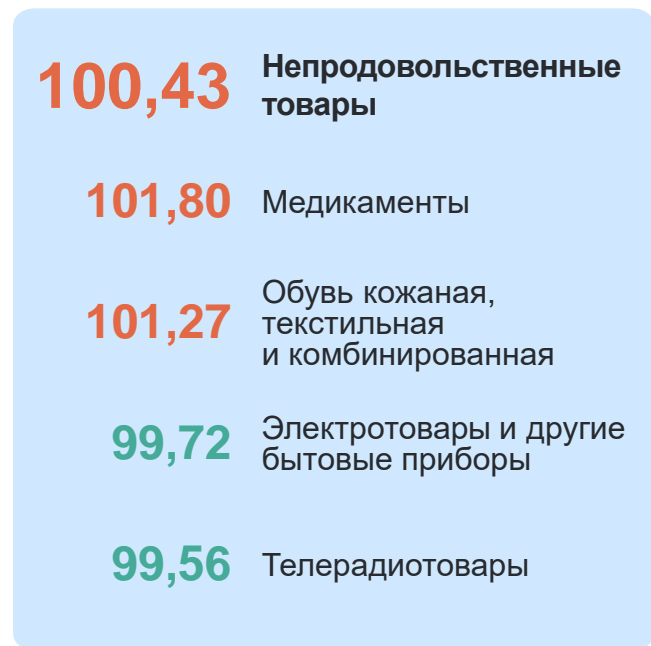 100,43 Непродовольственные
товары
101,80 Медикаменты
101,27 Обувь кожаная,
текстильная
и комбинированная
99,72 Электротовары и другие
бытовые приборы
99,56 Телерадиотовары